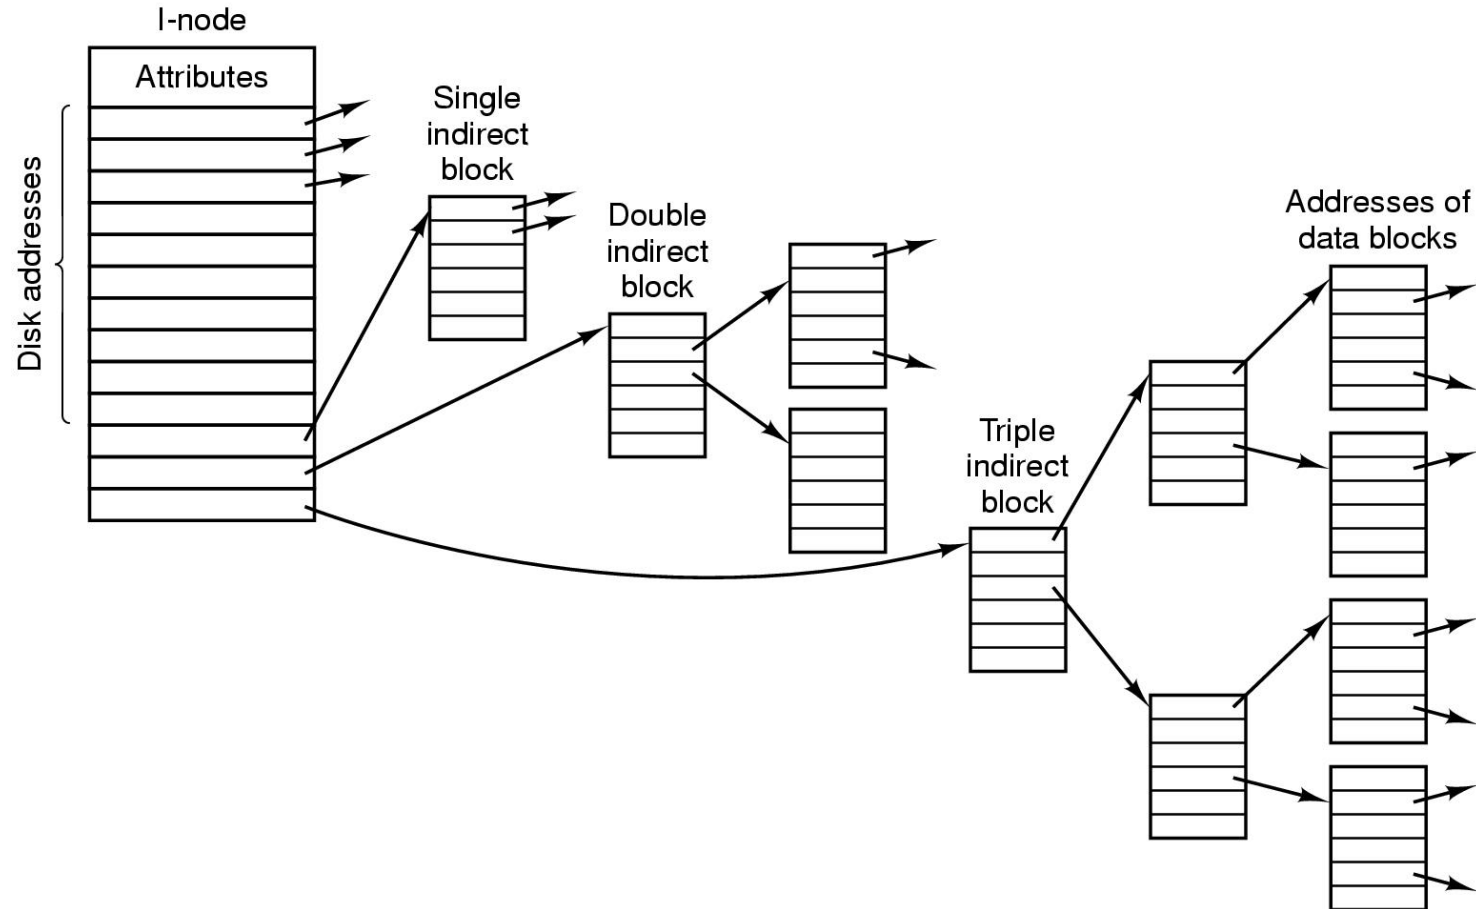 I-node
Attributes
Disk addresses
Single
indirect
block
Double
indirect
block
Triple
indirect
block
Addresses of
data blocks